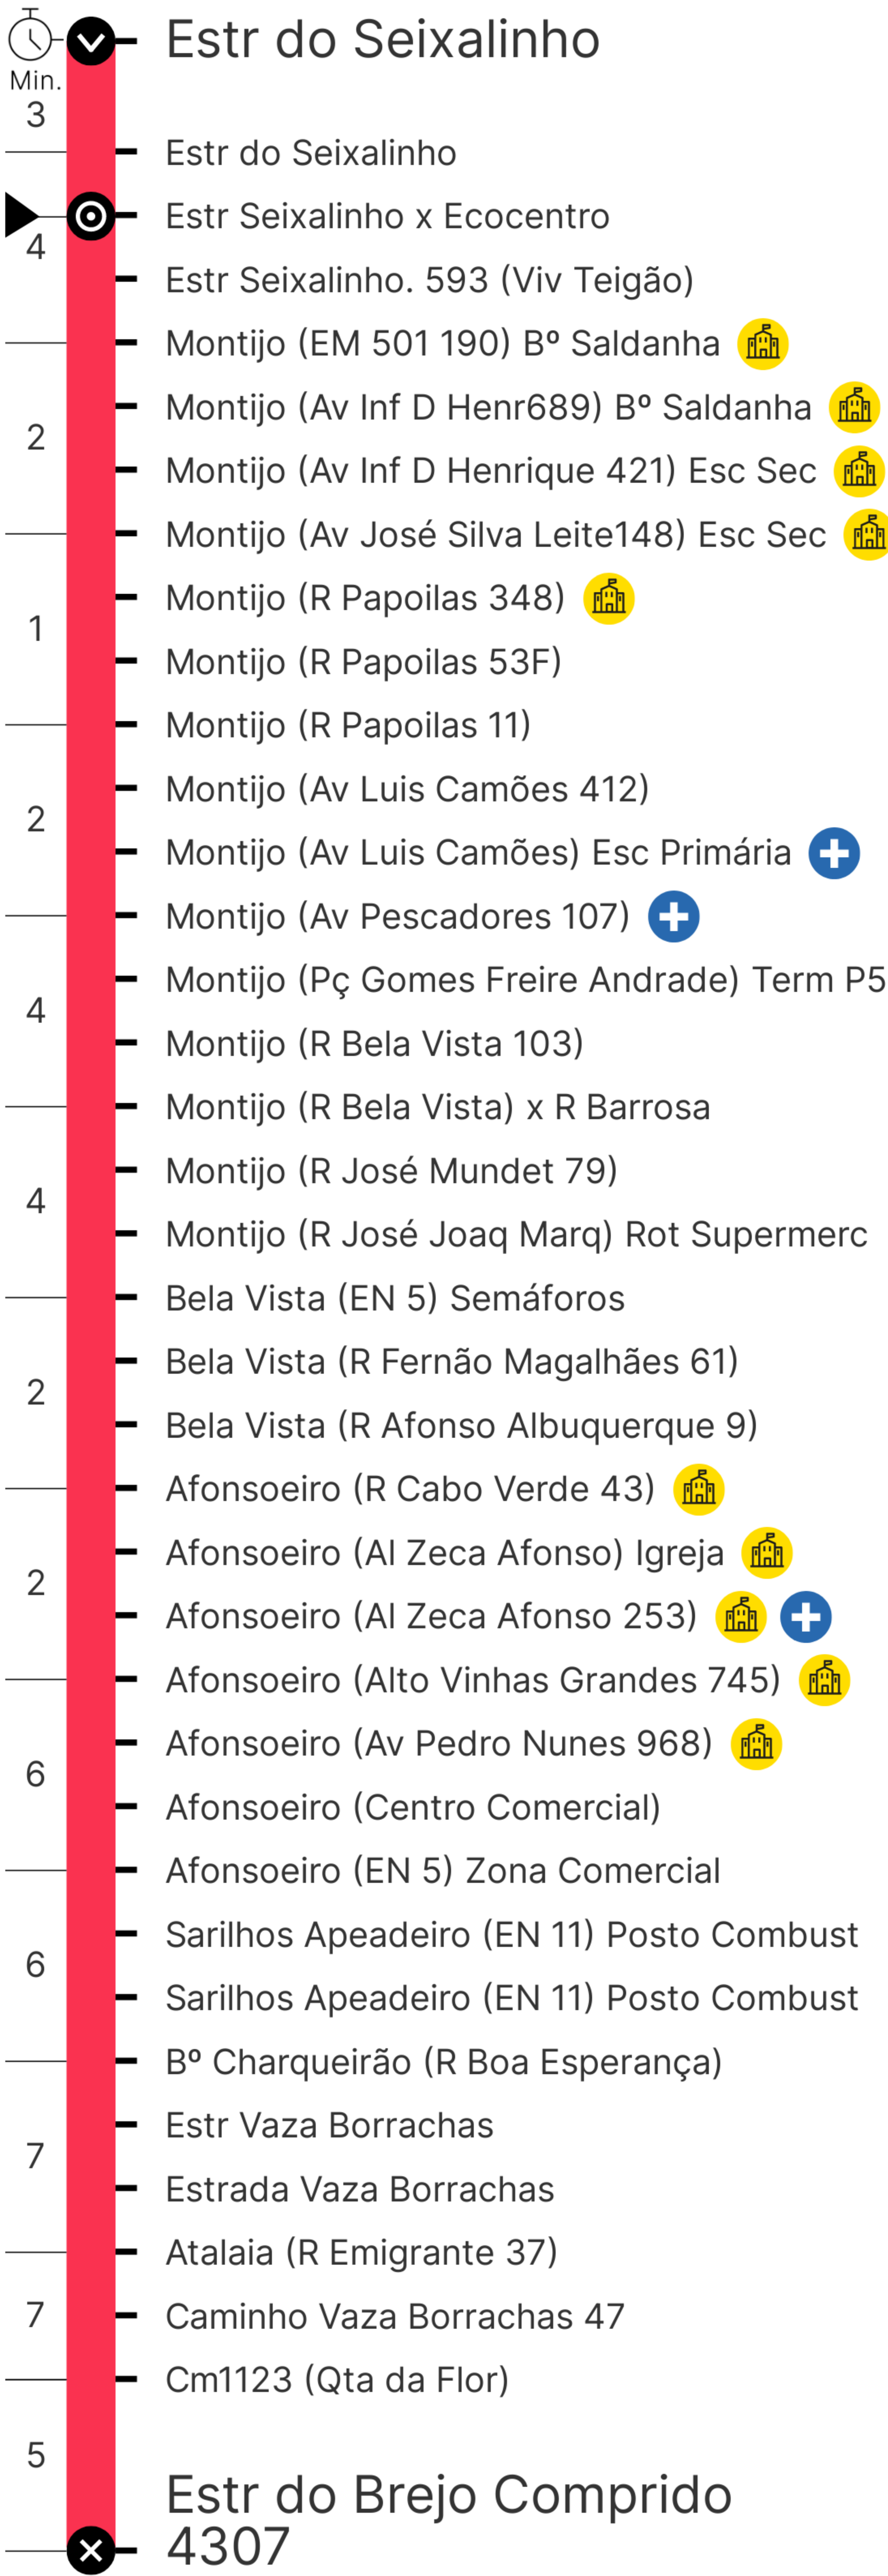 Estr do Seixalinho
Min.
3
Estr do Seixalinho
Estr Seixalinho x Ecocentro
4
Estr Seixalinho. 593 (Viv Teigão)
Montijo (EM 501 190) Bº Saldanha
Montijo (Av Inf D Henr689) Bº Saldanha
2
Montijo (Av Inf D Henrique 421) Esc Sec
Montijo (Av José Silva Leite148) Esc Sec
Montijo (R Papoilas 348)
1
Montijo (R Papoilas 53F)
Montijo (R Papoilas 11)
Montijo (Av Luis Camões 412)
2
Montijo (Av Luis Camões) Esc Primária
Montijo (Av Pescadores 107)
Montijo (Pç Gomes Freire Andrade) Term P5
4
Montijo (R Bela Vista 103)
Montijo (R Bela Vista) x R Barrosa
Montijo (R José Mundet 79)
4
Montijo (R José Joaq Marq) Rot Supermerc
Bela Vista (EN 5) Semáforos
Bela Vista (R Fernão Magalhães 61)
2
Bela Vista (R Afonso Albuquerque 9)
Afonsoeiro (R Cabo Verde 43)
Afonsoeiro (Al Zeca Afonso) Igreja
2
Afonsoeiro (Al Zeca Afonso 253)
Afonsoeiro (Alto Vinhas Grandes 745)
Afonsoeiro (Av Pedro Nunes 968)
6
Afonsoeiro (Centro Comercial)
Afonsoeiro (EN 5) Zona Comercial
Sarilhos Apeadeiro (EN 11) Posto Combust
6
Sarilhos Apeadeiro (EN 11) Posto Combust
Bº Charqueirão (R Boa Esperança)
Estr Vaza Borrachas
7
Estrada Vaza Borrachas
Atalaia (R Emigrante 37)
7
Caminho Vaza Borrachas 47
Cm1123 (Qta da Flor)
5
Estr do Brejo Comprido
4307